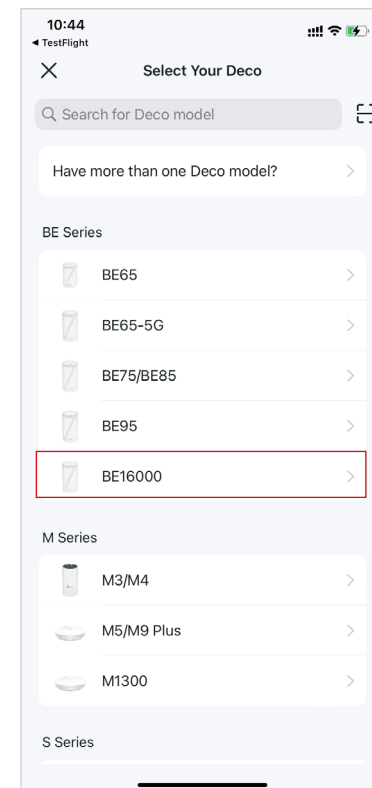 10:44
◀ TestFlight
Select Your Deco
Search for Deco model
Have more than one Deco model?
BE Series
BE65
BE65-5G
BE75/BE85
BE95
BE16000
M Series
M3/M4
M5/M9 Plus
M1300
S Series